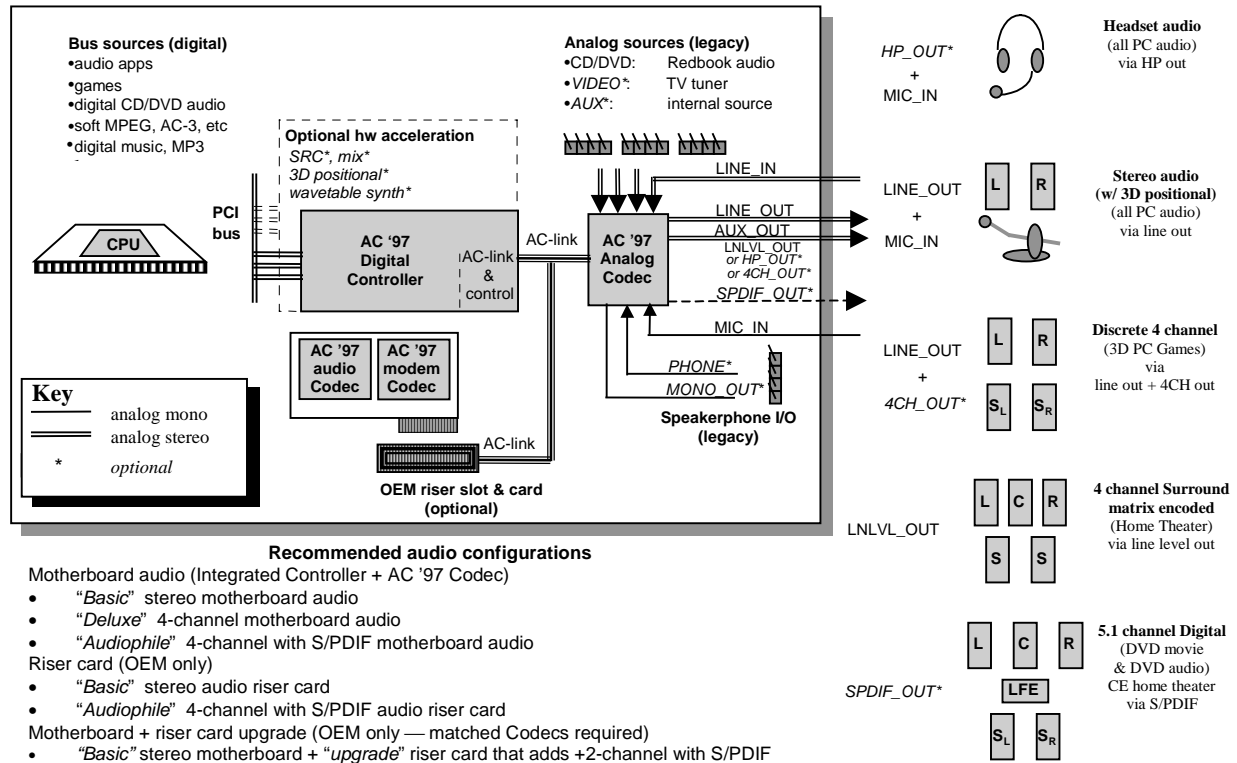 Bus sources (digital)
•audio apps
•games
•digital CD/DVD audio
•soft MPEG, AC-3, etc
•digital music, MP3
Analog sources (legacy)
•CD/DVD: Redbook audio
•VIDEO*: TV tuner
•AUX*: internal source
Optional hw acceleration
SRC*, mix*
3D positional*
wavetable synth*
PCI
bus
CPU
AC '97
Digital
Controller
AC-link
&
control
AC-link
AC '97
Analog
Codec
LINE_IN
LINE_OUT
AUX_OUT
LNLVL_OUT
or HP_OUT*
or 4CH_OUT*
SPDIF_OUT*
MIC_IN
PHONE*
MONO_OUT*
Speakerphone I/O
(legacy)
AC '97
audio
Codec
AC '97
modem
Codec
AC-link
OEM riser slot & card
(optional)
Key
analog mono
analog stereo
* optional
HP_OUT*
+
MIC_IN
Headset audio
(all PC audio)
via HP out
LINE_OUT
+
MIC_IN
L R
Stereo audio
(w/ 3D positional)
(all PC audio)
via line out
LINE_OUT
+
4CH_OUT*
L R
SL SR
Discrete 4 channel
(3D PC Games)
via
line out + 4CH out
LNLVL_OUT
L C R
S S
4 channel Surround
matrix encoded
(Home Theater)
via line level out
SPDIF_OUT*
L C R
LFE
SL SR
5.1 channel Digital
(DVD movie
& DVD audio)
CE home theater
via S/PDIF
Recommended audio configurations
Motherboard audio (Integrated Controller + AC '97 Codec)
• "Basic" stereo motherboard audio
• "Deluxe" 4-channel motherboard audio
• "Audiophile" 4-channel with S/PDIF motherboard audio
Riser card (OEM only)
• "Basic" stereo audio riser card
• "Audiophile" 4-channel with S/PDIF audio riser card
Motherboard + riser card upgrade (OEM only — matched Codecs required)
• "Basic" stereo motherboard + "upgrade" riser card that adds +2-channel with S/PDIF